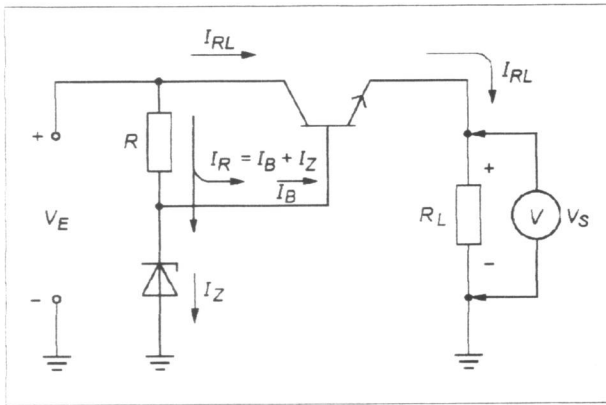 I_RL
I_RL
+
R
I_R = I_B + I_Z
I_B
+
V_E
R_L
V
V_S
−
−
I_Z